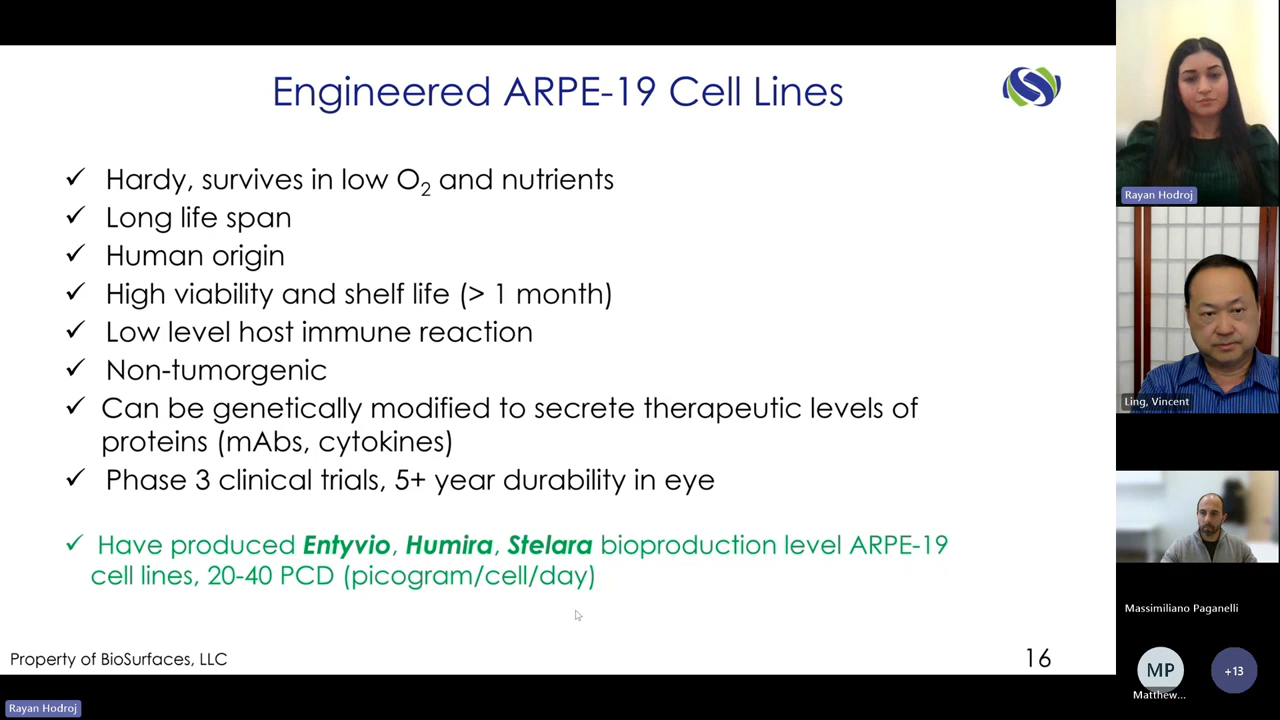 Engineered ARPE-19 Cell Lines
✓ Hardy, survives in low O₂ and nutrients
✓ Long life span
✓ Human origin
✓ High viability and shelf life (> 1 month)
✓ Low level host immune reaction
✓ Non-tumorgenic
✓ Can be genetically modified to secrete therapeutic levels of
proteins (mAbs, cytokines)
✓ Phase 3 clinical trials, 5+ year durability in eye
✓ Have produced Entyvio, Humira, Stelara bioproduction level ARPE-19
cell lines, 20-40 PCD (picogram/cell/day)
Property of BioSurfaces, LLC
16
Rayan Hodroj
Rayan Hodroj
Ling, Vincent
Massimiliano Paganelli
MP
+13
Matthew...